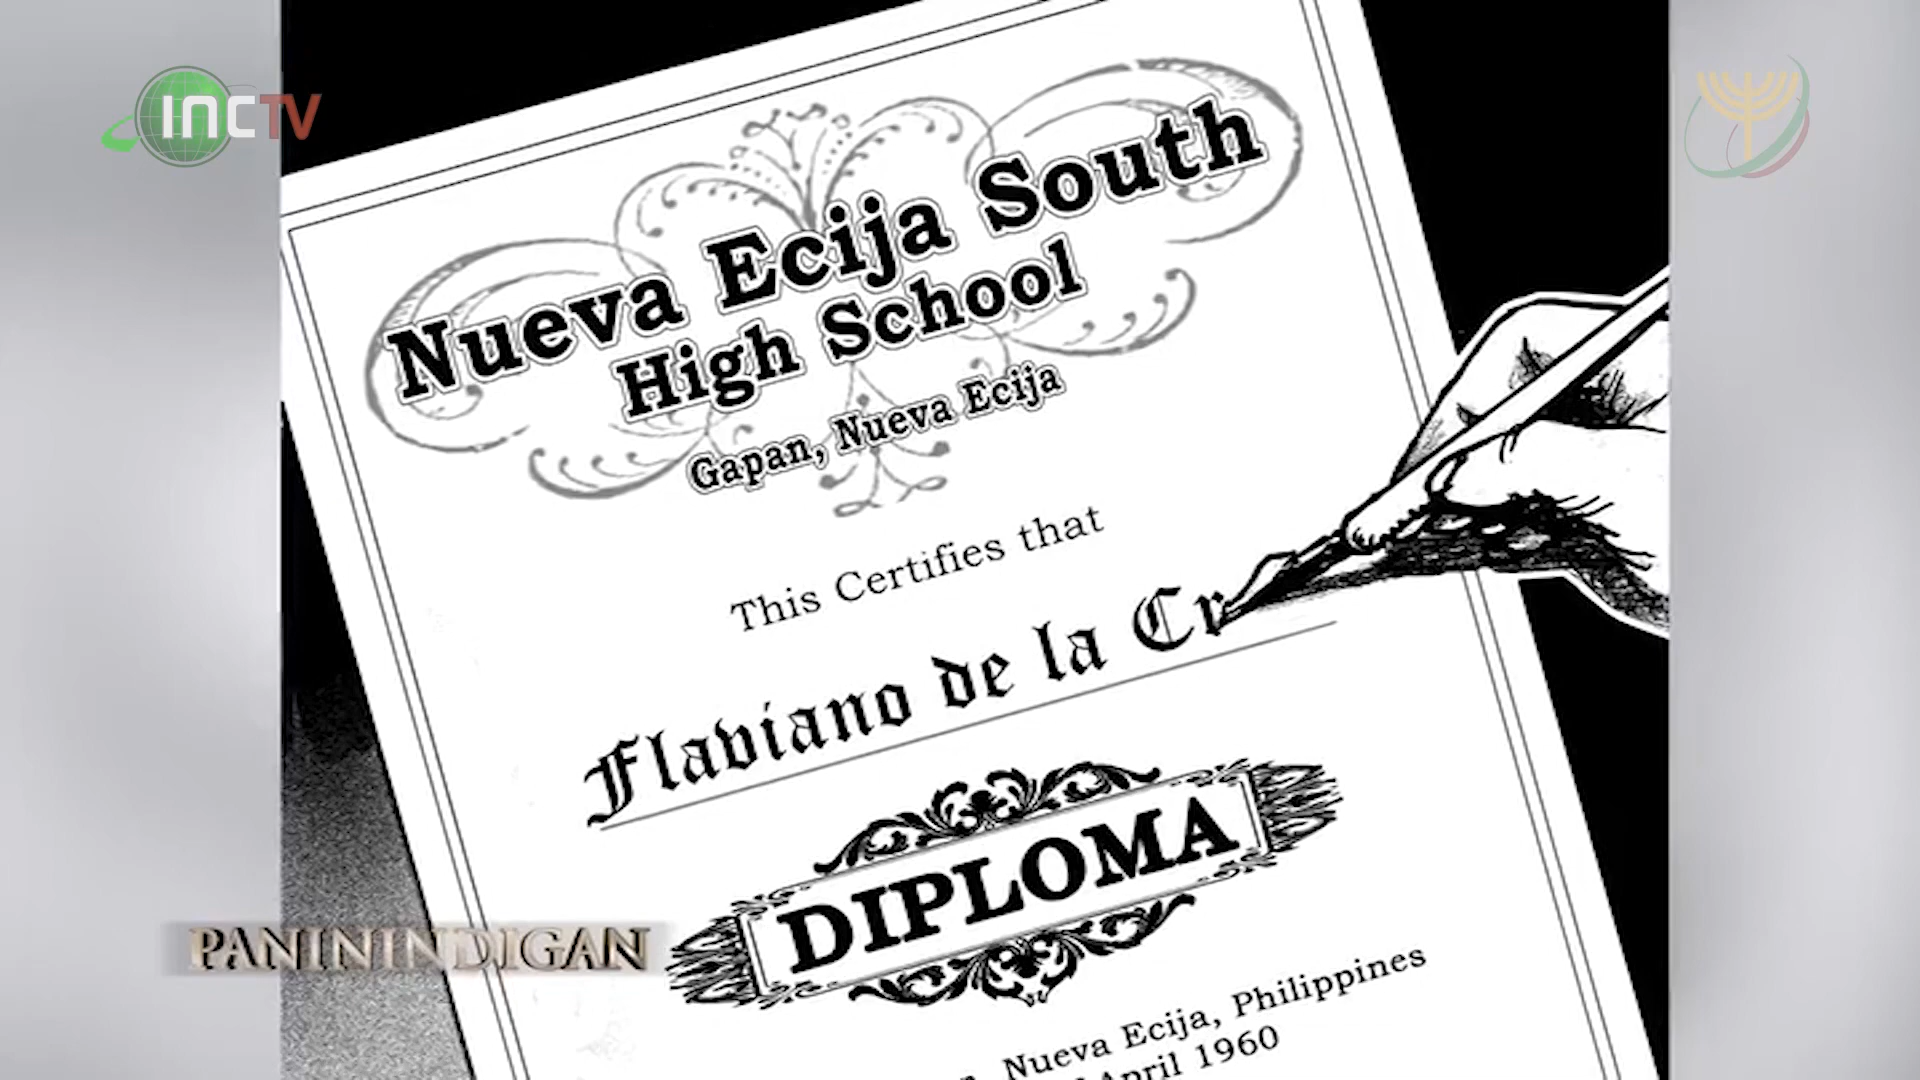 INCTV
Nueva Ecija South
High School
Gapan, Nueva Ecija
This Certifies that
Flaviano de la Cr
DIPLOMA
PANININDIGAN
Nueva Ecija, Philippines
April 1960